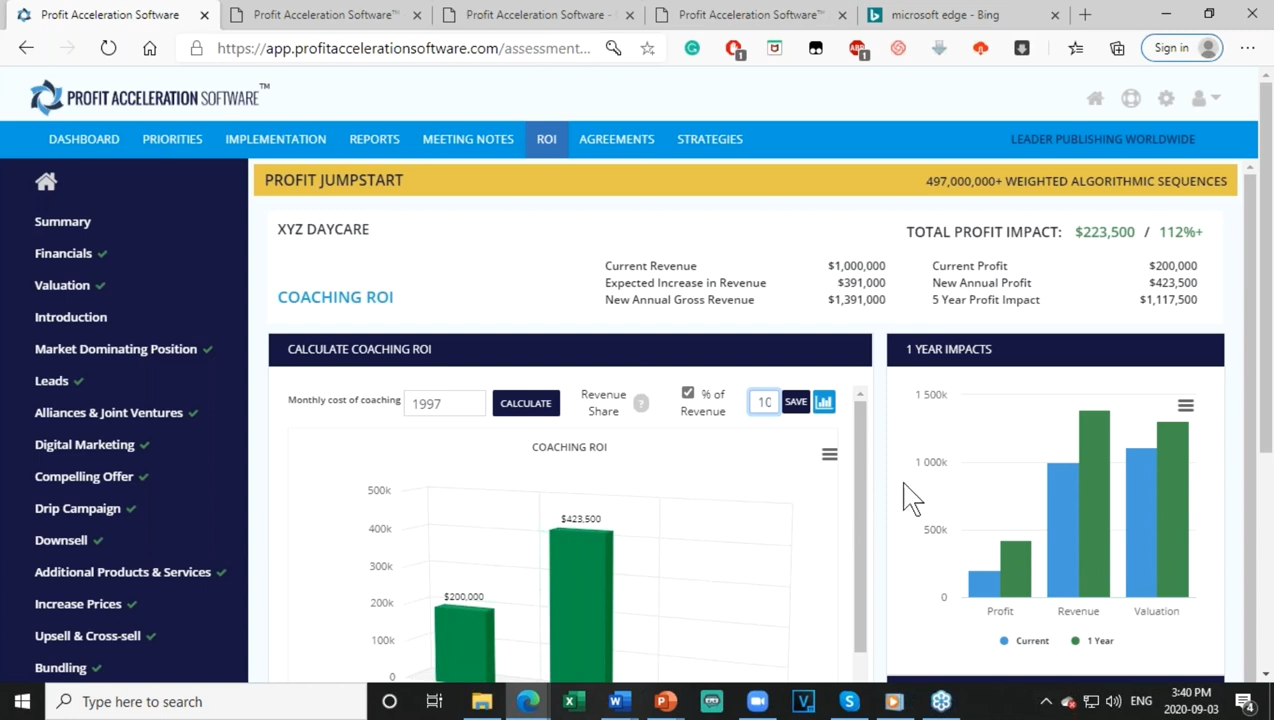 Profit Acceleration Software
Profit Acceleration Software™
Profit Acceleration Software -
Profit Acceleration Software™
microsoft edge - Bing
https://app.profitaccelerationsoftware.com/assessment...
1
ABP
1
Sign in
PROFIT ACCELERATION SOFTWARE™
DASHBOARD
PRIORITIES
IMPLEMENTATION
REPORTS
MEETING NOTES
ROI
AGREEMENTS
STRATEGIES
LEADER PUBLISHING WORLDWIDE
Summary
Financials
Valuation
Introduction
Market Dominating Position
Leads
Alliances & Joint Ventures
Digital Marketing
Compelling Offer
Drip Campaign
Downsell
Additional Products & Services
Increase Prices
Upsell & Cross-sell
Bundling
PROFIT JUMPSTART
497,000,000+ WEIGHTED ALGORITHMIC SEQUENCES
XYZ DAYCARE
TOTAL PROFIT IMPACT: $223,500 / 112%+
COACHING ROI
Current Revenue $1,000,000
Expected Increase in Revenue $391,000
New Annual Gross Revenue $1,391,000
Current Profit $200,000
New Annual Profit $423,500
5 Year Profit Impact $1,117,500
CALCULATE COACHING ROI
Monthly cost of coaching
1997
CALCULATE
Revenue
Share
?
% of
Revenue
10
SAVE
COACHING ROI
500k
400k
300k
200k
100k
0
$200,000
$423,500
1 YEAR IMPACTS
1 500k
1 000k
500k
0
Profit
Revenue
Valuation
Current
1 Year
Type here to search
ENG
3:40 PM
2020-09-03
4